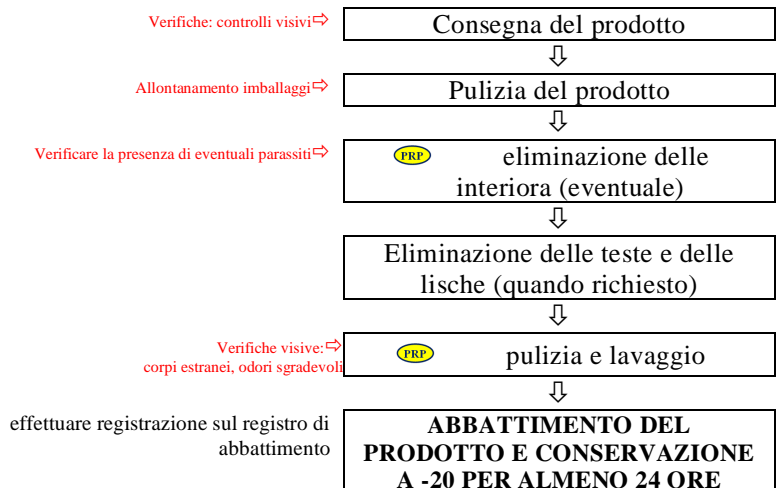 Verifiche: controlli visivi
Consegna del prodotto
Allontanamento imballaggi
Pulizia del prodotto
Verificare la presenza di eventuali parassiti
PRP eliminazione delle
interiora (eventuale)
Eliminazione delle teste e delle
lische (quando richiesto)
Verifiche visive:
corpi estranei, odori sgradevoli
PRP pulizia e lavaggio
effettuare registrazione sul registro di
abbattimento
ABBATTIMENTO DEL
PRODOTTO E CONSERVAZIONE
A -20 PER ALMENO 24 ORE